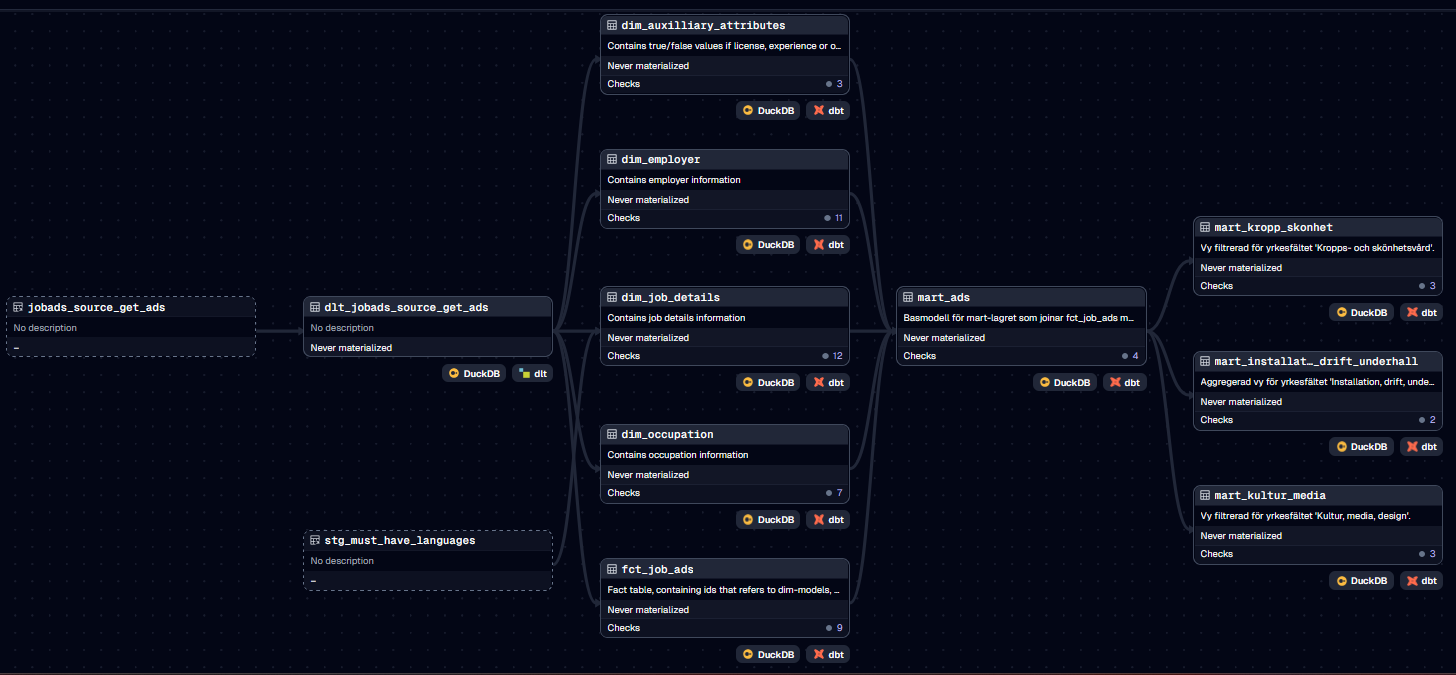 jobads_source_get_ads
No description
–
dlt_jobads_source_get_ads
No description
Never materialized
DuckDB
dlt
stg_must_have_languages
No description
–
dim_auxilliary_attributes
Contains true/false values if license, experience or o…
Never materialized
Checks 3
DuckDB
dbt
dim_employer
Contains employer information
Never materialized
Checks 11
DuckDB
dbt
dim_job_details
Contains job details information
Never materialized
Checks 12
DuckDB
dbt
dim_occupation
Contains occupation information
Never materialized
Checks 7
DuckDB
dbt
fct_job_ads
Fact table, containing ids that refers to dim-models, …
Never materialized
Checks 9
DuckDB
dbt
mart_ads
Basmodell för mart-lagret som joinar fct_job_ads m…
Never materialized
Checks 4
DuckDB
dbt
mart_kropp_skonhet
Vy filtrerad för yrkesfältet 'Kropps- och skönhetsvård'.
Never materialized
Checks 3
DuckDB
dbt
mart_installat…_drift_underhall
Aggregerad vy för yrkesfältet 'Installation, drift, unde…
Never materialized
Checks 2
DuckDB
dbt
mart_kultur_media
Vy filtrerad för yrkesfältet 'Kultur, media, design'.
Never materialized
Checks 3
DuckDB
dbt